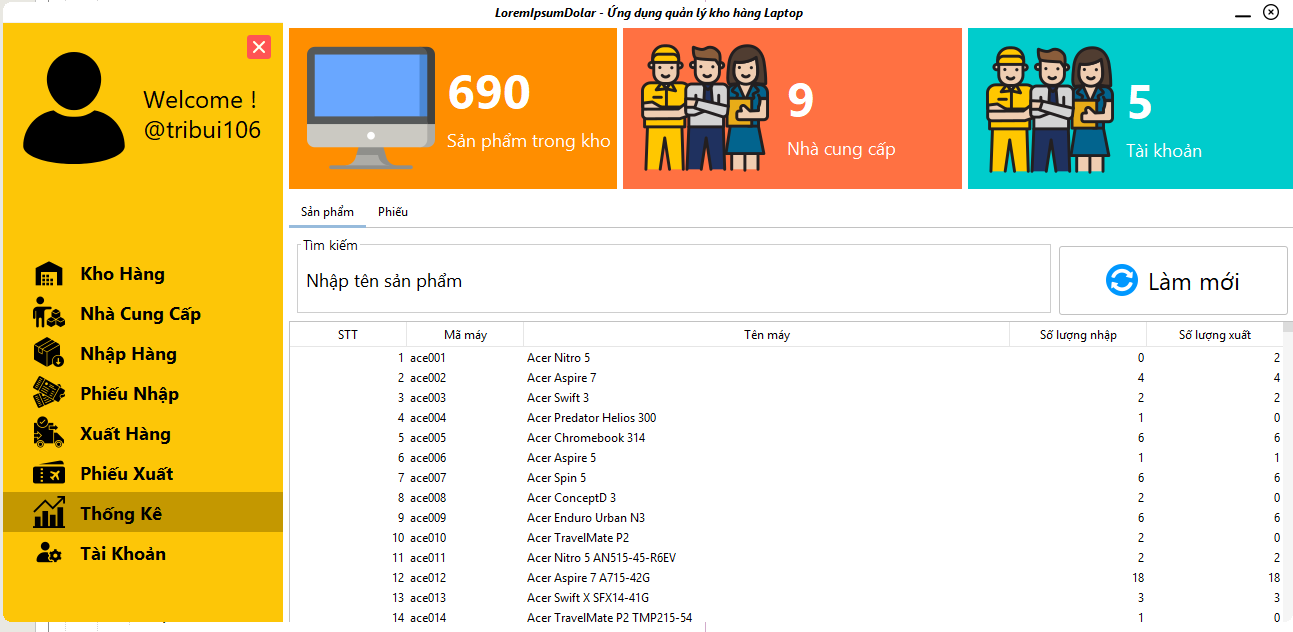 LoremIpsumDolar - Ứng dụng quản lý kho hàng Laptop
Welcome !
@tribui106
Kho Hàng
Nhà Cung Cấp
Nhập Hàng
Phiếu Nhập
Xuất Hàng
Phiếu Xuất
Thống Kê
Tài Khoản
690
Sản phẩm trong kho
9
Nhà cung cấp
5
Tài khoản
Sản phẩm Phiếu
Tìm kiếm
Nhập tên sản phẩm
Làm mới
STT Mã máy Tên máy Số lượng nhập Số lượng xuất
1 ace001 Acer Nitro 5 0 2
2 ace002 Acer Aspire 7 4 4
3 ace003 Acer Swift 3 2 2
4 ace004 Acer Predator Helios 300 1 0
5 ace005 Acer Chromebook 314 6 6
6 ace006 Acer Aspire 5 1 1
7 ace007 Acer Spin 5 6 6
8 ace008 Acer ConceptD 3 2 0
9 ace009 Acer Enduro Urban N3 6 6
10 ace010 Acer TravelMate P2 2 0
11 ace011 Acer Nitro 5 AN515-45-R6EV 2 2
12 ace012 Acer Aspire 7 A715-42G 18 18
13 ace013 Acer Swift X SFX14-41G 3 3
14 ace014 Acer TravelMate P2 TMP215-54 1 0